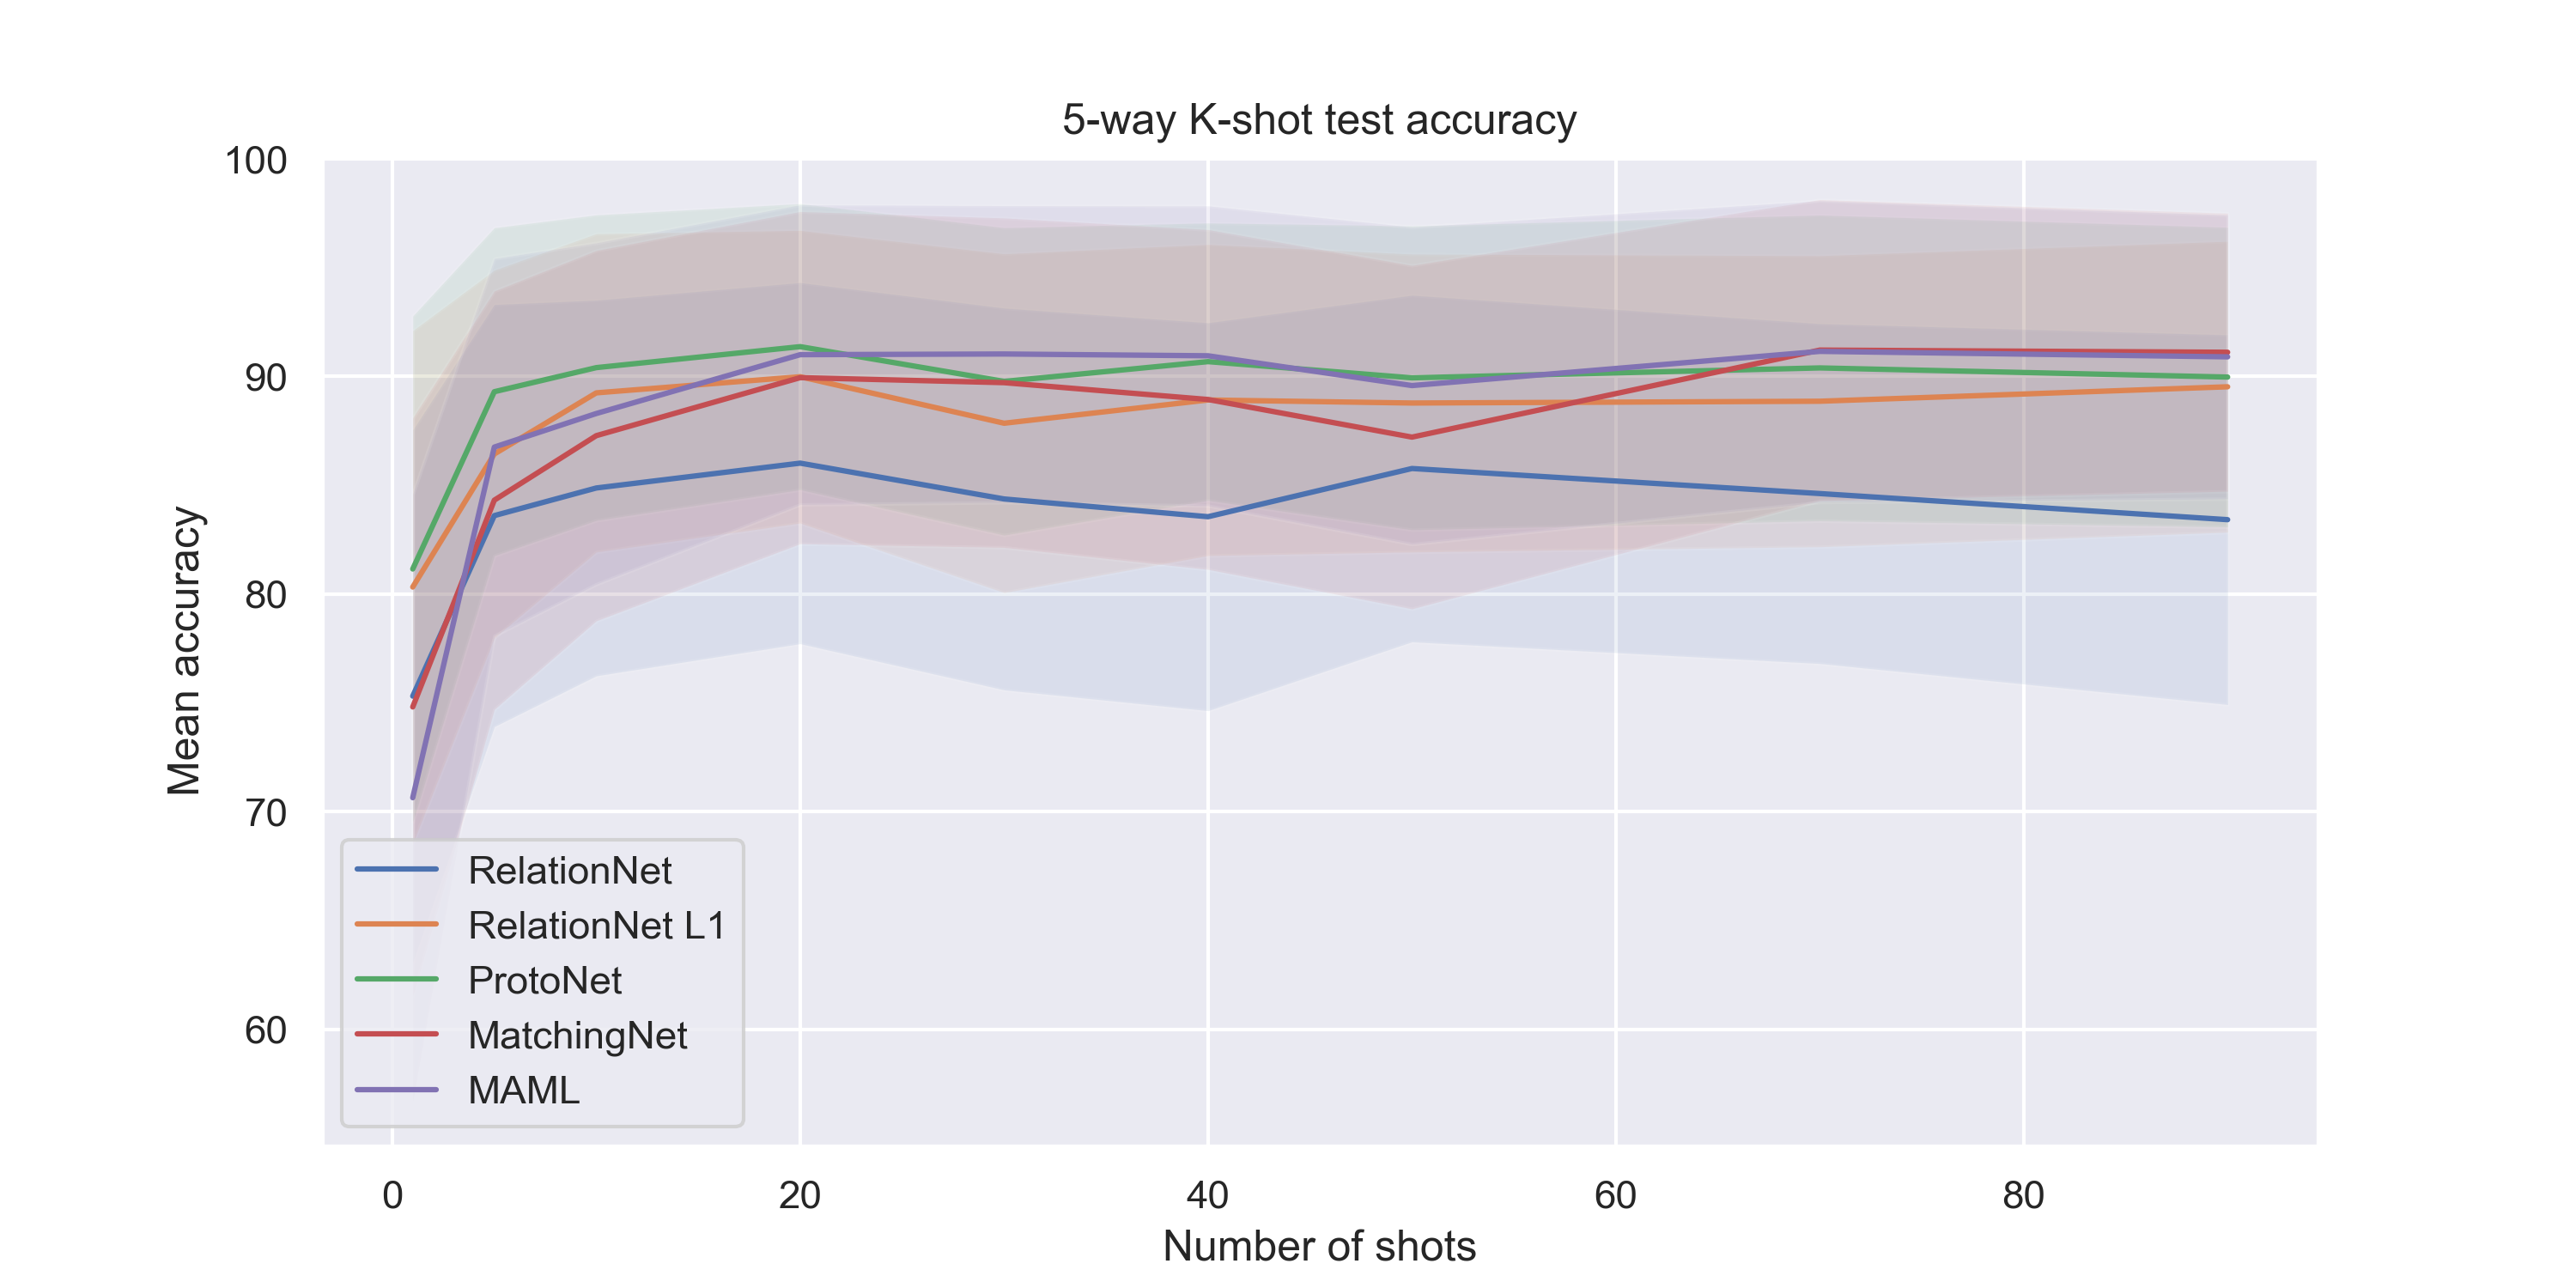 5-way K-shot test accuracy
Mean accuracy
100
90
80
70
60
RelationNet
RelationNet L1
ProtoNet
MatchingNet
MAML
0
20
40
60
80
Number of shots